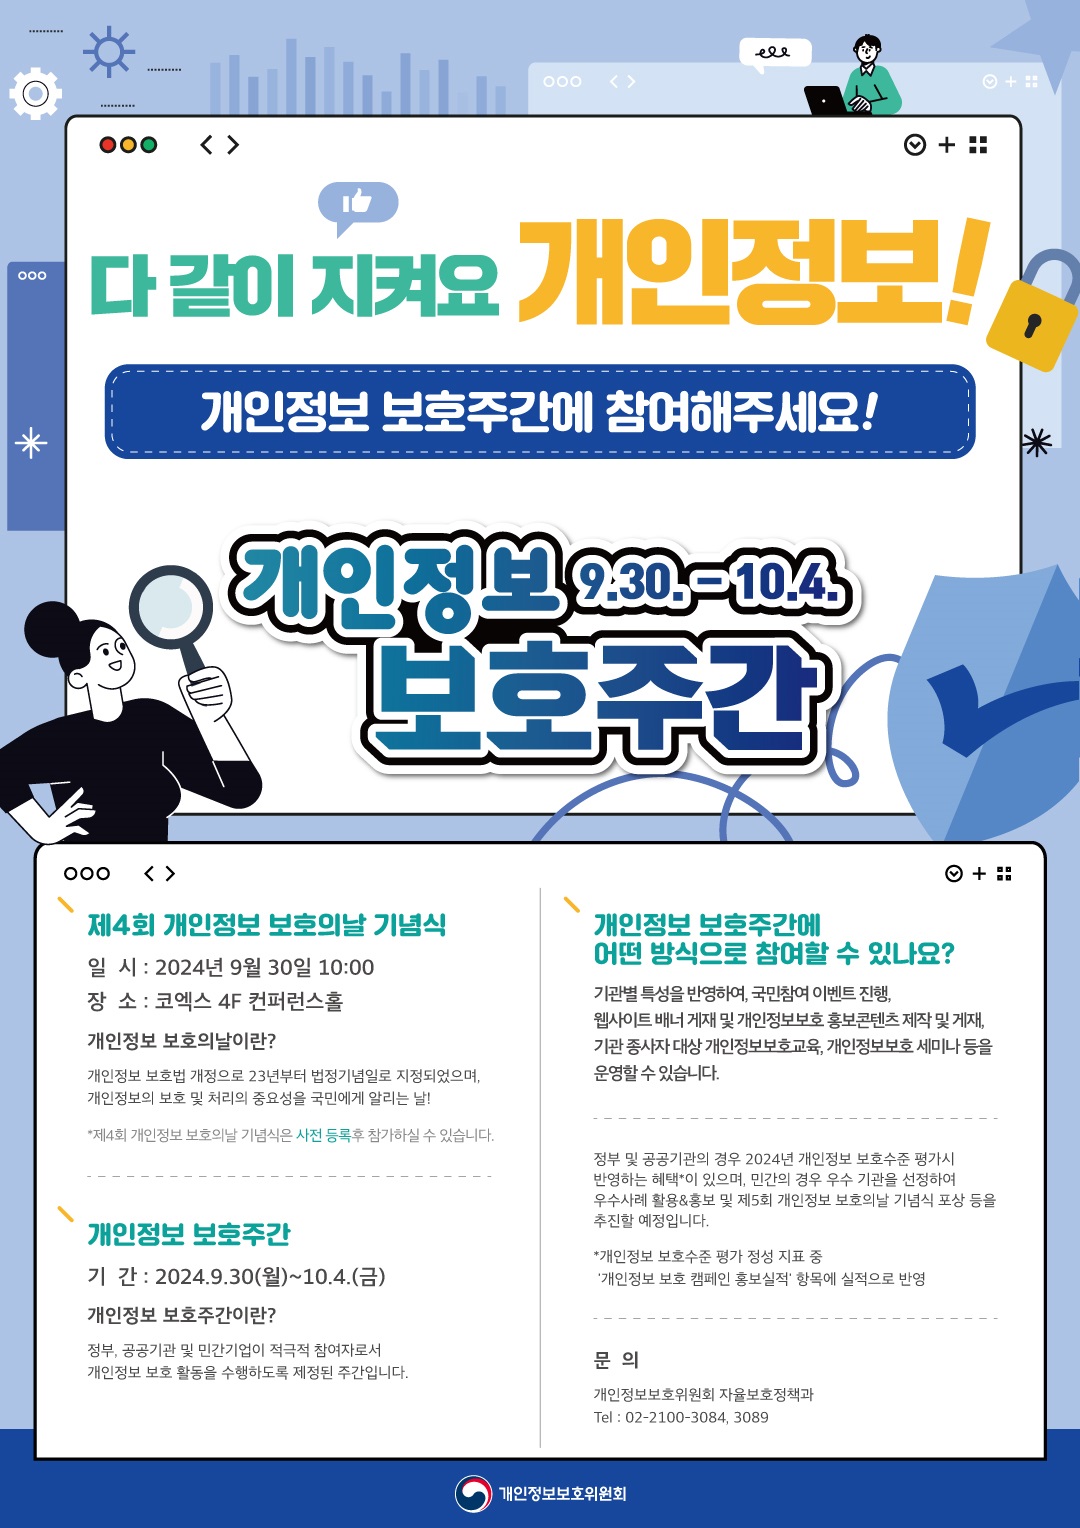 다 같이 지켜요 개인정보!
개인정보 보호주간에 참여해주세요!
개인정보 9.30. - 10.4.
보호주간
제4회 개인정보 보호의날 기념식
일 시 : 2024년 9월 30일 10:00
장 소 : 코엑스 4F 컨퍼런스홀
개인정보 보호의날이란?
개인정보 보호법 개정으로 23년부터 법정기념일로 지정되었으며,
개인정보의 보호 및 처리의 중요성을 국민에게 알리는 날!
*제4회 개인정보 보호의날 기념식은 사전 등록후 참가하실 수 있습니다.
개인정보 보호주간
기 간 : 2024.9.30(월)~10.4.(금)
개인정보 보호주간이란?
정부, 공공기관 및 민간기업이 적극적 참여자로서
개인정보 보호 활동을 수행하도록 제정된 주간입니다.
개인정보 보호주간에
어떤 방식으로 참여할 수 있나요?
기관별 특성을 반영하여, 국민참여 이벤트 진행,
웹사이트 배너 게재 및 개인정보보호 홍보콘텐츠 제작 및 게재,
기관 종사자 대상 개인정보보호교육, 개인정보보호 세미나 등을
운영할 수 있습니다.
정부 및 공공기관의 경우 2024년 개인정보 보호수준 평가시
반영하는 혜택*이 있으며, 민간의 경우 우수 기관을 선정하여
우수사례 활용&홍보 및 제5회 개인정보 보호의날 기념식 포상 등을
추진할 예정입니다.
*개인정보 보호수준 평가 정성 지표 중
'개인정보 보호 캠페인 홍보실적' 항목에 실적으로 반영
문 의
개인정보보호위원회 자율보호정책과
Tel : 02-2100-3084, 3089
개인정보보호위원회